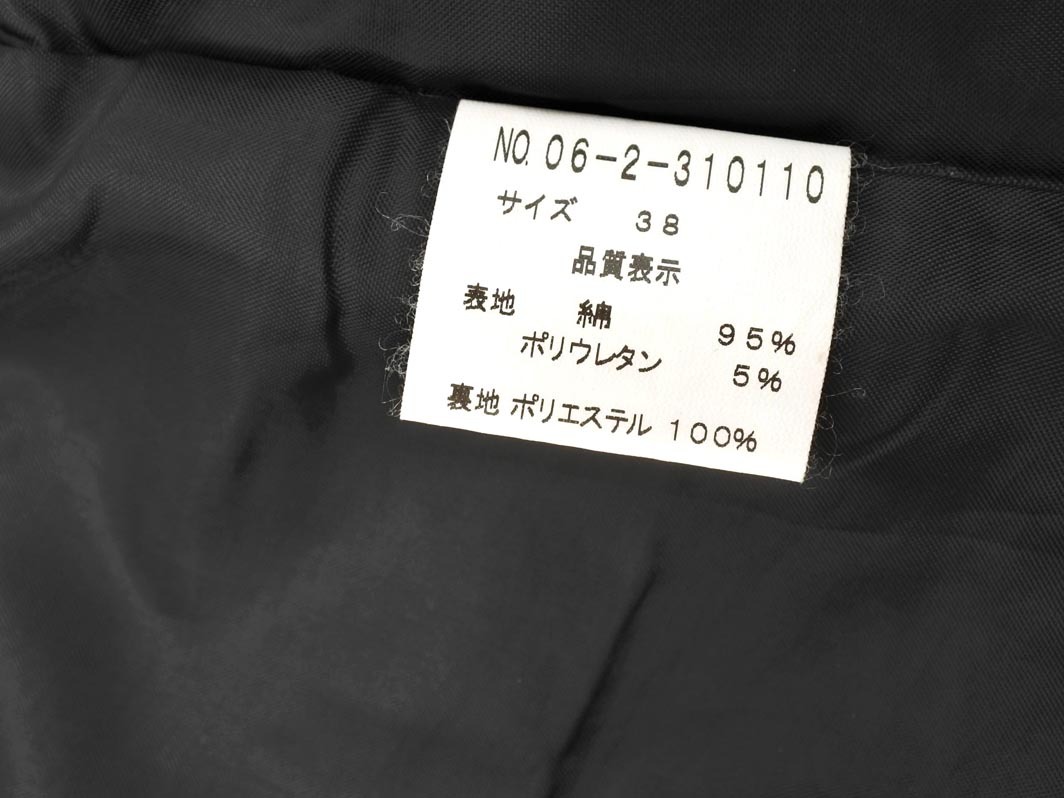 NO.06-2-310110
サイズ 38
品質表示
表地 綿 95%
ポリウレタン 5%
裏地 ポリエステル 100%